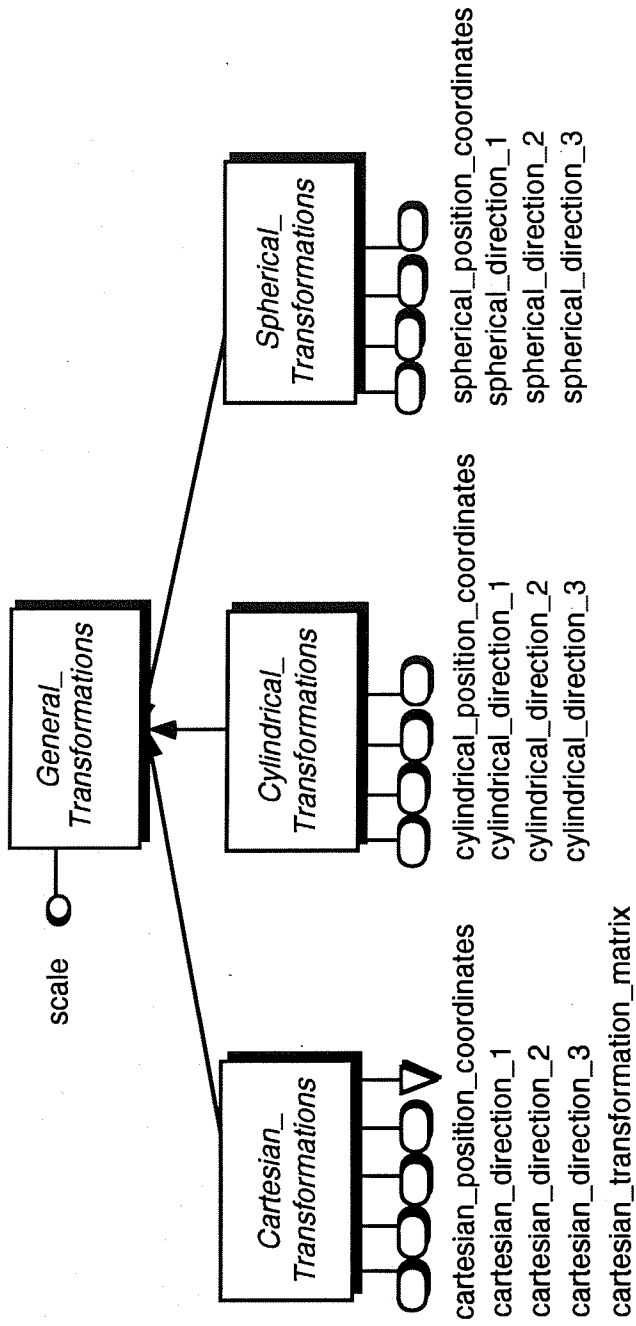 scale
General_
Transformations
Cartesian_
Transformations
Cylindrical_
Transformations
Spherical_
Transformations
cartesian_position_coordinates
cartesian_direction_1
cartesian_direction_2
cartesian_direction_3
cartesian_transformation_matrix
cylindrical_position_coordinates
cylindrical_direction_1
cylindrical_direction_2
cylindrical_direction_3
spherical_position_coordinates
spherical_direction_1
spherical_direction_2
spherical_direction_3